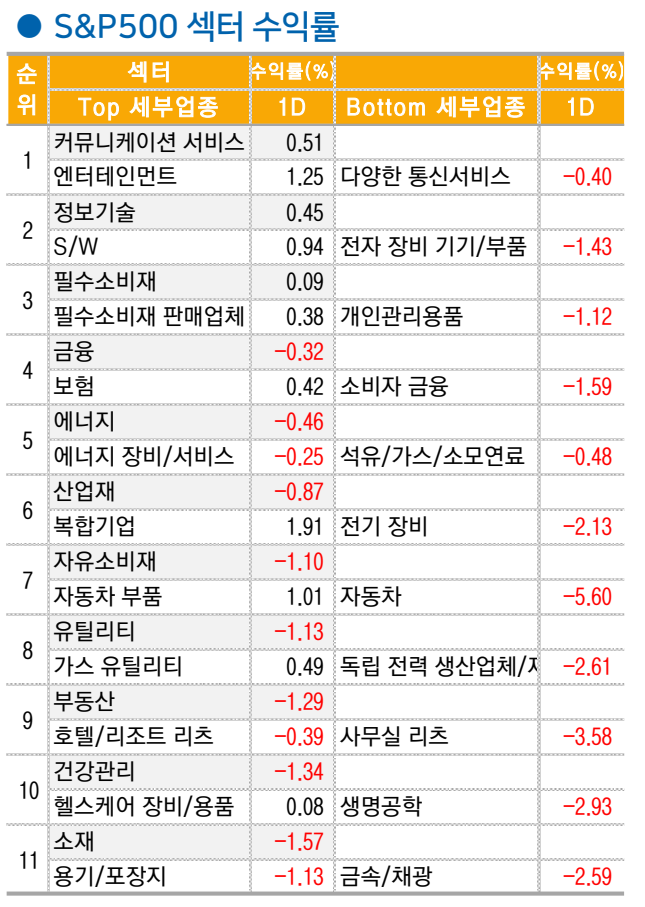 ● S&P500 섹터 수익률
순위 섹터 수익률(%) 수익률(%)
Top 세부업종 1D Bottom 세부업종 1D
1 커뮤니케이션 서비스 0.51
엔터테인먼트 1.25 다양한 통신서비스 -0.40
2 정보기술 0.45
S/W 0.94 전자 장비 기기/부품 -1.43
3 필수소비재 0.09
필수소비재 판매업체 0.38 개인관리용품 -1.12
4 금융 -0.32
보험 0.42 소비자 금융 -1.59
5 에너지 -0.46
에너지 장비/서비스 -0.25 석유/가스/소모연료 -0.48
6 산업재 -0.87
복합기업 1.91 전기 장비 -2.13
7 자유소비재 -1.10
자동차 부품 1.01 자동차 -5.60
8 유틸리티 -1.13
가스 유틸리티 0.49 독립 전력 생산업체/ -2.61
9 부동산 -1.29
호텔/리조트 리츠 -0.39 사무실 리츠 -3.58
10 건강관리 -1.34
헬스케어 장비/용품 0.08 생명공학 -2.93
11 소재 -1.57
용기/포장지 -1.13 금속/채광 -2.59